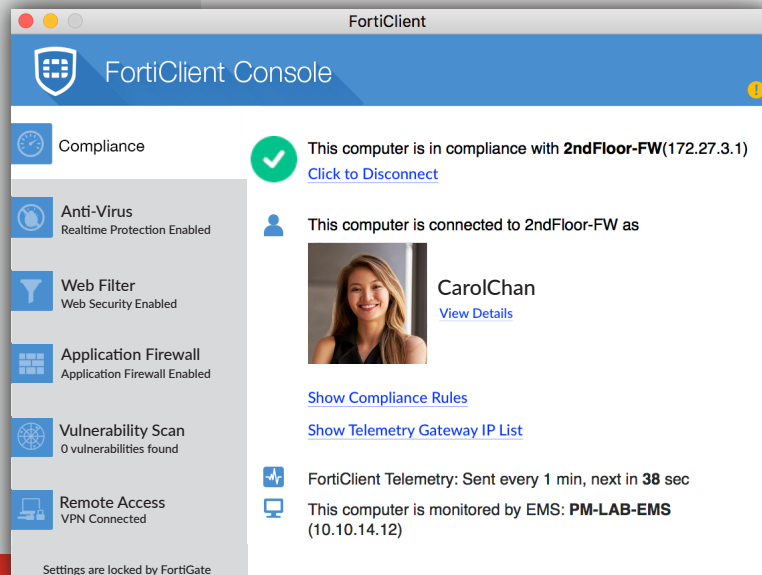 FortiClient
FortiClient Console
!
Compliance
Anti-Virus
Realtime Protection Enabled
Web Filter
Web Security Enabled
Application Firewall
Application Firewall Enabled
Vulnerability Scan
0 vulnerabilities found
Remote Access
VPN Connected
Settings are locked by FortiGate
This computer is in compliance with 2ndFloor-FW(172.27.3.1)
Click to Disconnect
This computer is connected to 2ndFloor-FW as
CarolChan
View Details
Show Compliance Rules
Show Telemetry Gateway IP List
FortiClient Telemetry: Sent every 1 min, next in 38 sec
This computer is monitored by EMS: PM-LAB-EMS
(10.10.14.12)